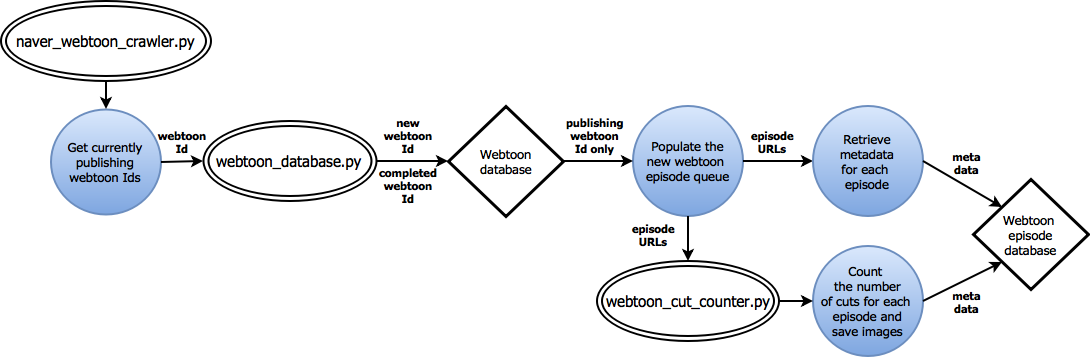 naver_webtoon_crawler.py
Get currently
publishing
webtoon Ids
webtoon
Id
webtoon_database.py
new
webtoon
Id
completed
webtoon
Id
Webtoon
database
publishing
webtoon
Id only
Populate the
new webtoon
episode queue
episode
URLs
Retrieve
metadata
for each
episode
meta
data
episode
URLs
webtoon_cut_counter.py
Count
the number
of cuts for each
episode and
save images
meta
data
Webtoon
episode
database